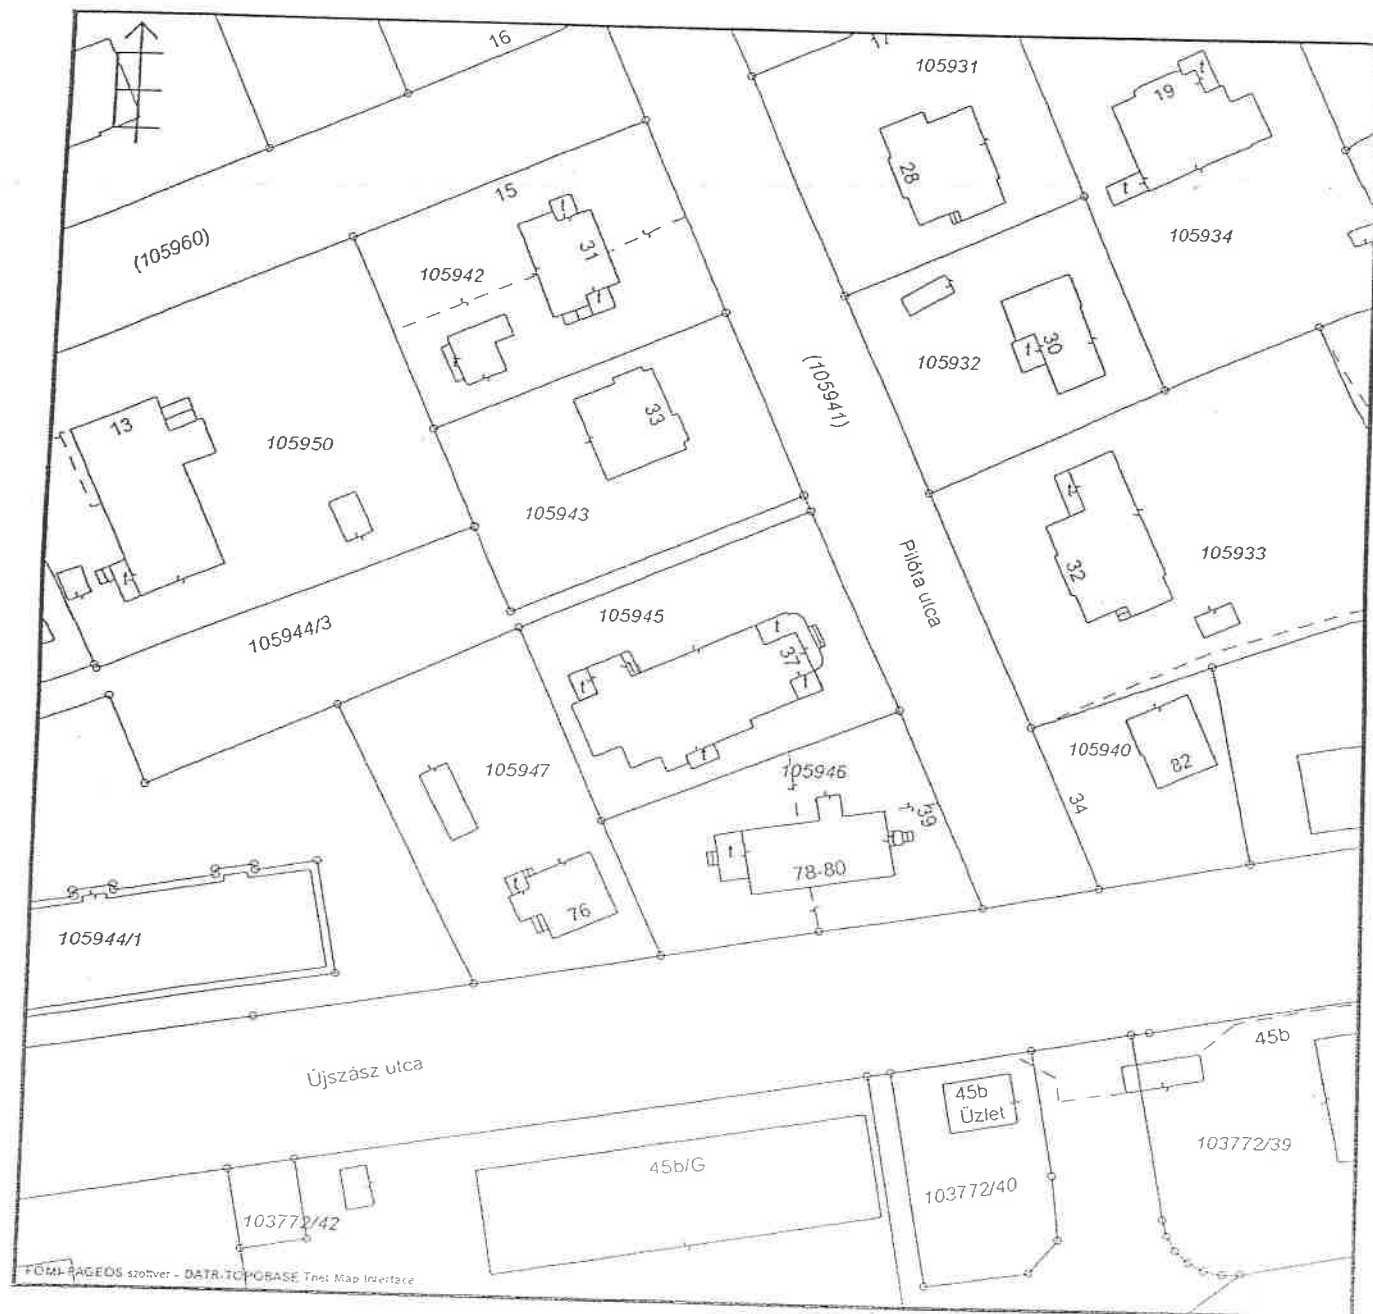 16
17
105931
19
t
t
28
15
t
31
(105960)
105942
t
105934
t
30
105932
(105941)
33
13
105950
t
105943
t
32
105933
Pilóta utca
t
105944/3
105945
t
37
t
t
t
105947
105946
105940
82
34
39
t
78-80
t
76
105944/1
Újszász utca
45b
45b
Üzlet
45b/G
103772/39
103772/40
103772/42
FÖMI-PAGEOS szoftver - DATR-TOPOBASE Tnet Map Interface